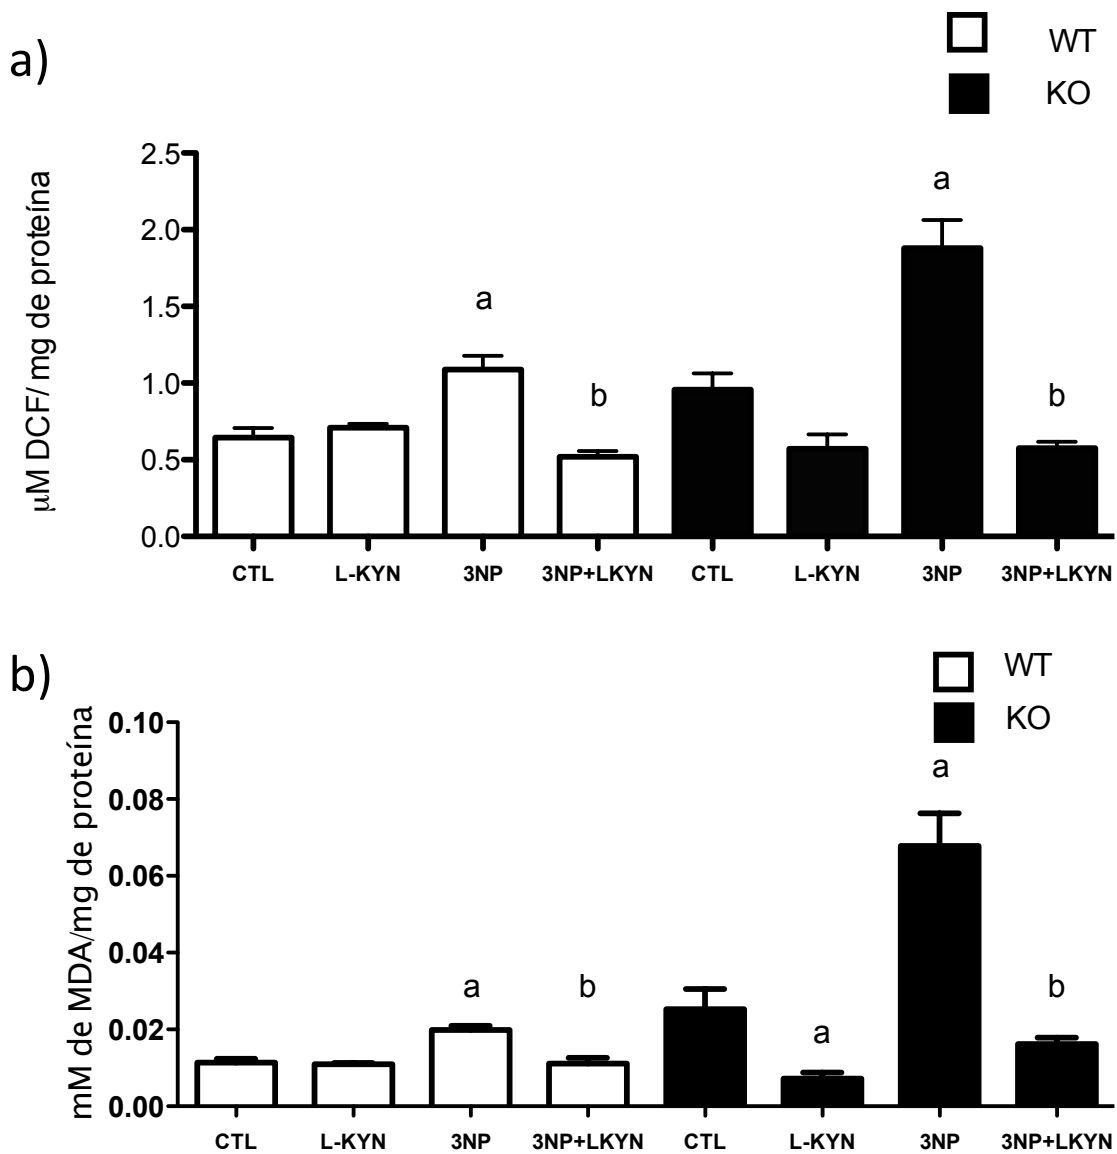 a)
WT
KO
μM DCF/ mg de proteína
2.5
2.0
1.5
1.0
0.5
0.0
a
b
a
b
CTL L-KYN 3NP 3NP+LKYN CTL L-KYN 3NP 3NP+LKYN
b)
WT
KO
mM de MDA/mg de proteína
0.10
0.08
0.06
0.04
0.02
0.00
a
b
a
a
b
CTL L-KYN 3NP 3NP+LKYN CTL L-KYN 3NP 3NP+LKYN